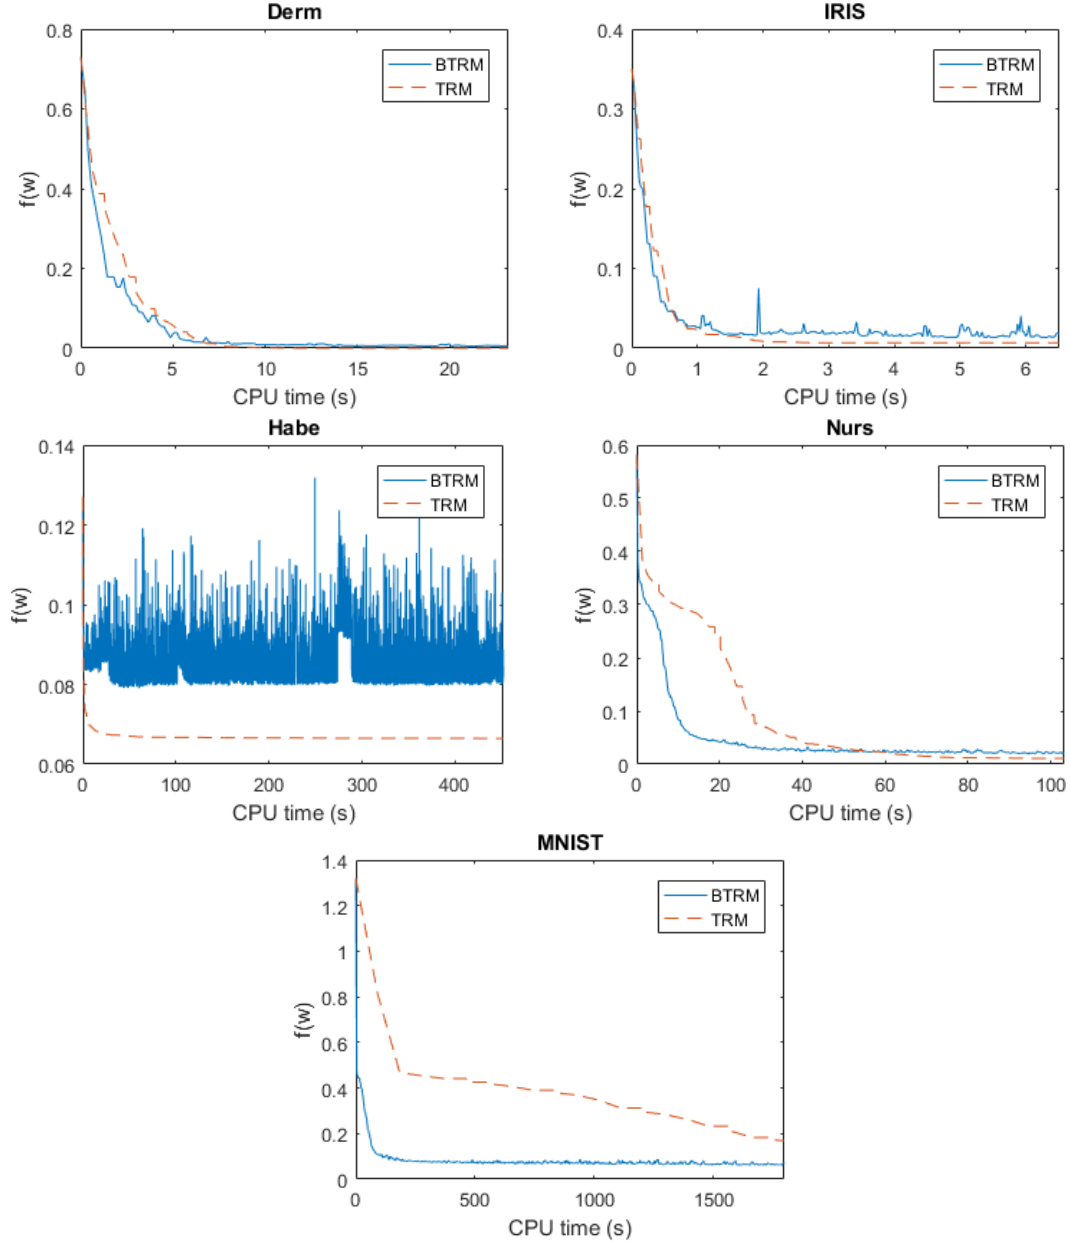 Derm
0.8
0.6
0.4
0.2
0
f(w)
BTRM
TRM
0 5 10 15 20
CPU time (s)
IRIS
0.4
0.3
0.2
0.1
0
f(w)
BTRM
TRM
0 1 2 3 4 5 6
CPU time (s)
Habe
0.14
0.12
0.1
0.08
0.06
f(w)
BTRM
TRM
0 100 200 300 400
CPU time (s)
Nurs
0.6
0.5
0.4
0.3
0.2
0.1
0
f(w)
BTRM
TRM
0 20 40 60 80 100
CPU time (s)
MNIST
1.4
1.2
1
0.8
0.6
0.4
0.2
0
f(w)
BTRM
TRM
0 500 1000 1500
CPU time (s)